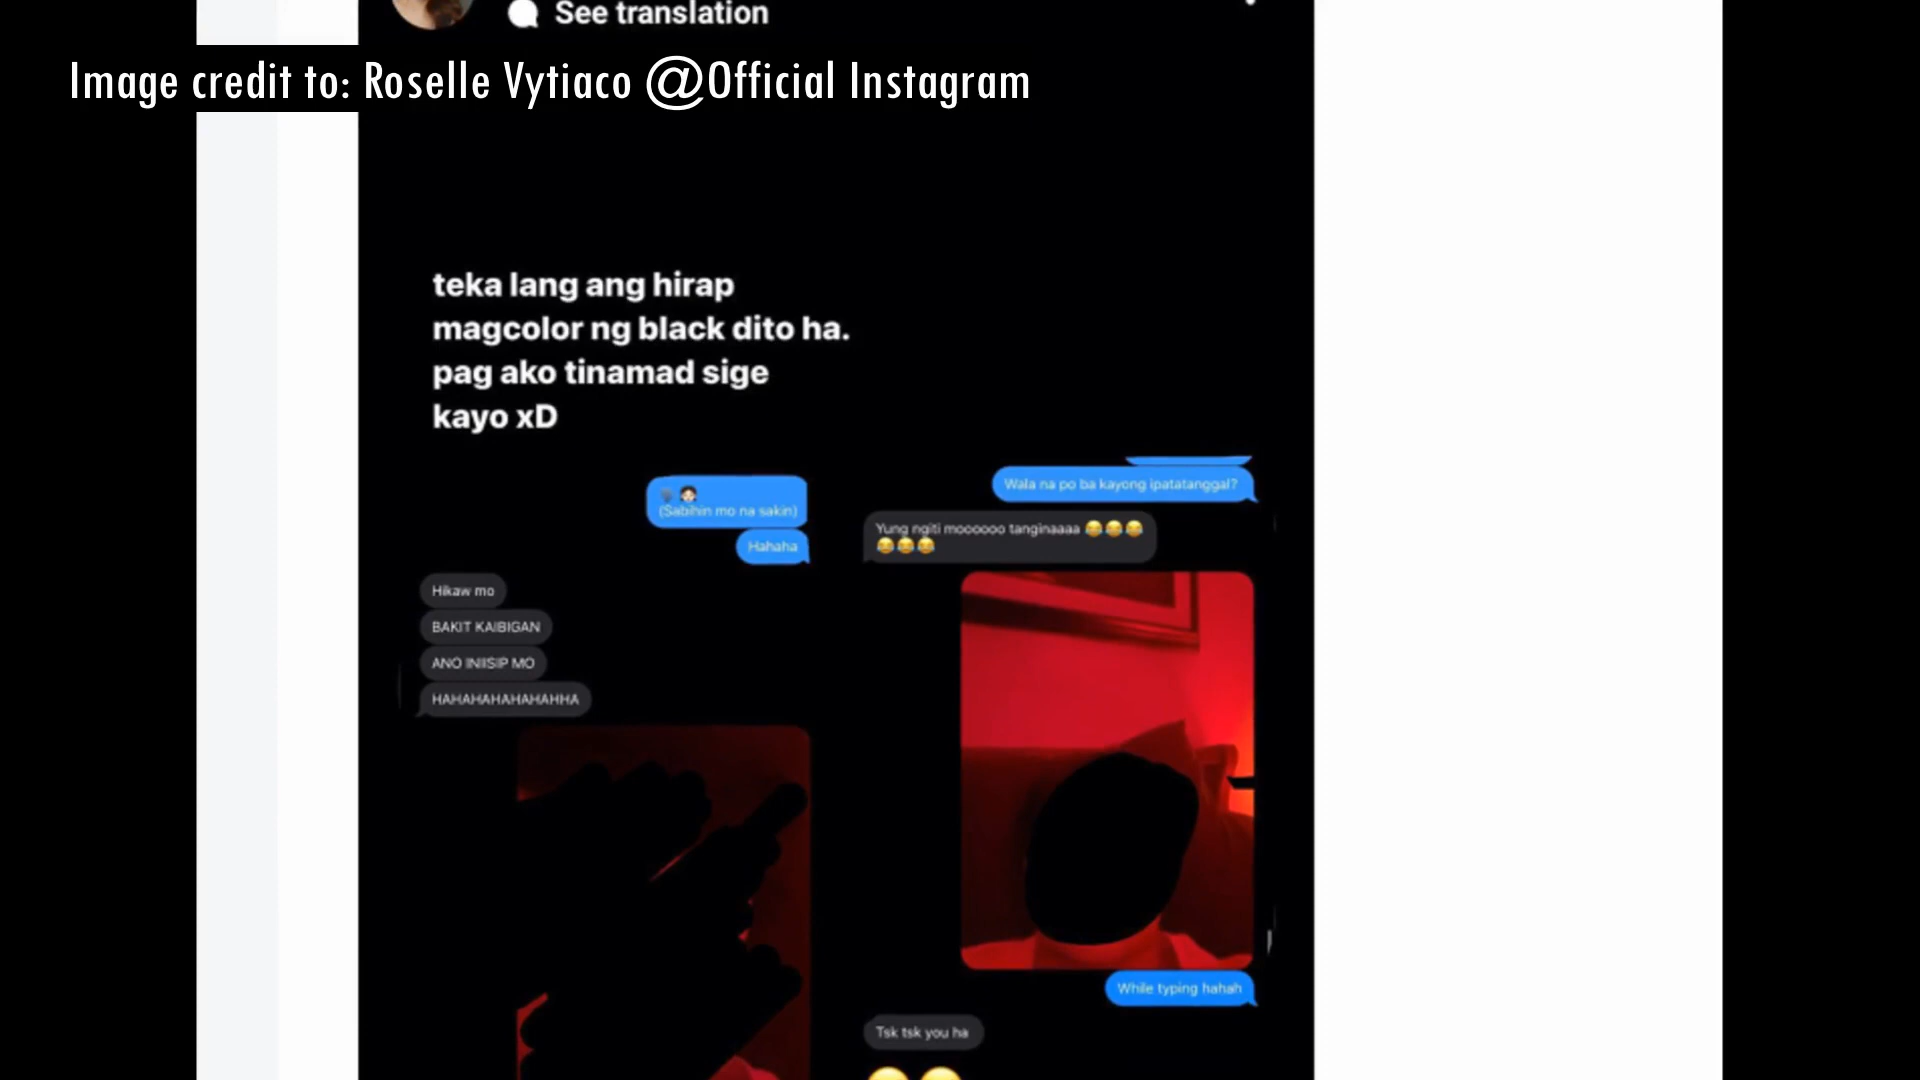 See translation
Image credit to: Roselle Vytiaco @Official Instagram
teka lang ang hirap
magcolor ng black dito ha.
pag ako tinamad sige
kayo xD
(Sabihin mo na sakin)
Hahaha
Hikaw mo
BAKIT KAIBIGAN
ANO INIISIP MO
HAHAHAHAHAHAHHA
Wala na po ba kayong ipatatanggal?
Yung ngiti moooooo tanginaaaa 😂😂😂
😂😂😂
While typing hahah
Tsk tsk you ha